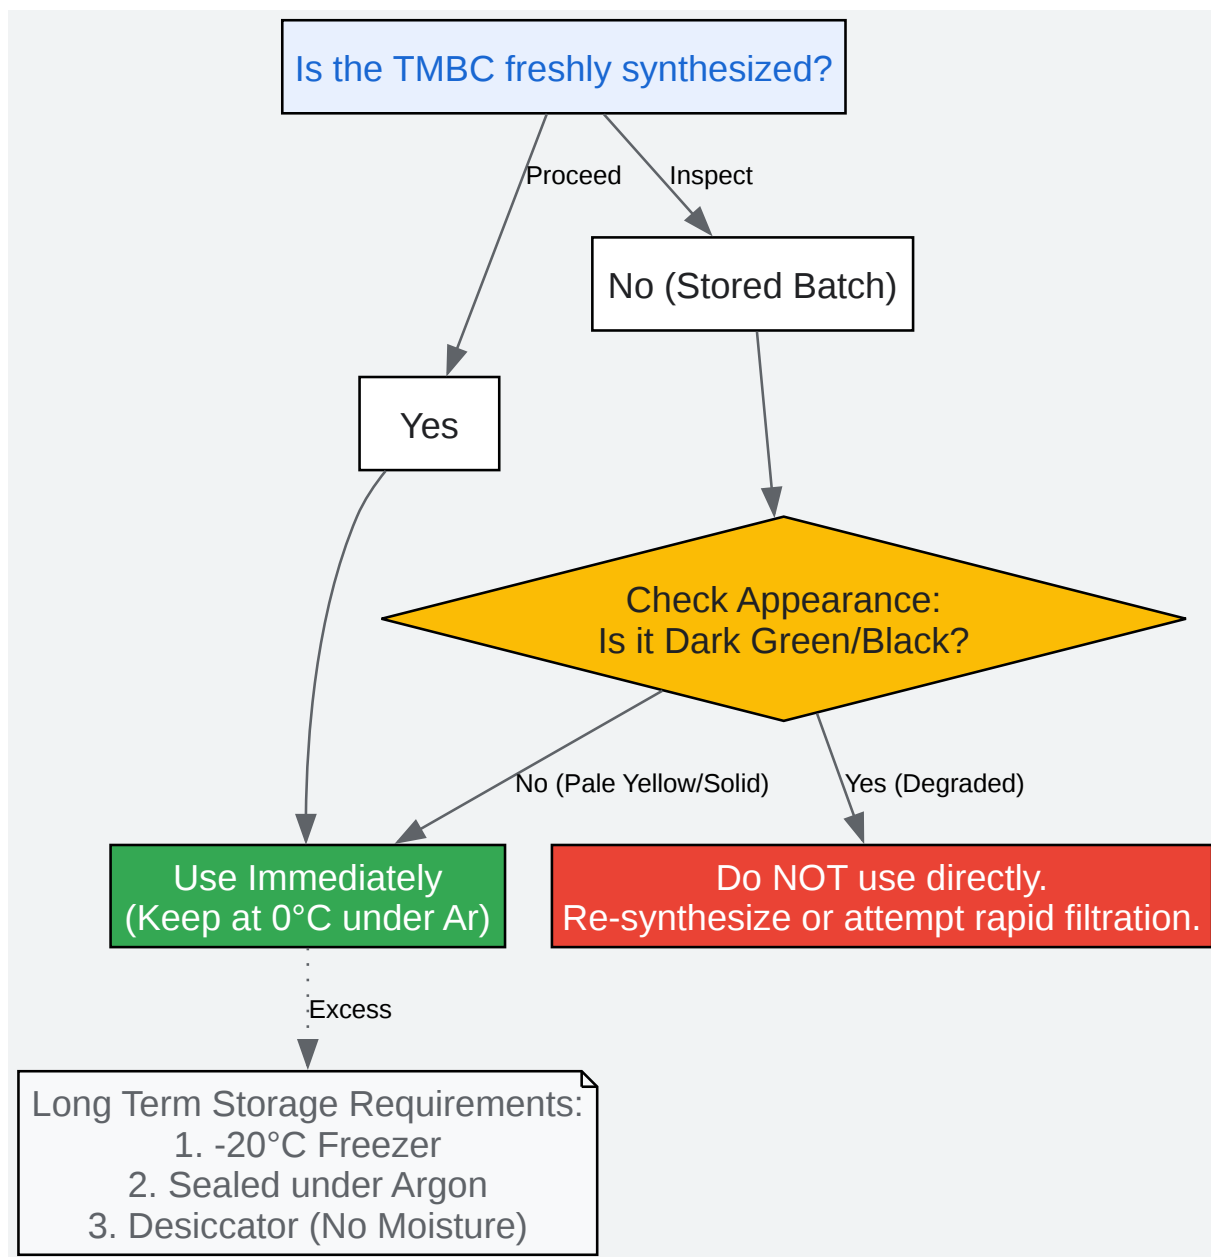 Is the TMBC freshly synthesized?
Proceed
Inspect
No (Stored Batch)
Yes
Check Appearance:
Is it Dark Green/Black?
No (Pale Yellow/Solid)
Yes (Degraded)
Use Immediately
(Keep at 0°C under Ar)
Do NOT use directly.
Re-synthesize or attempt rapid filtration.
Excess
Long Term Storage Requirements:
1. -20°C Freezer
2. Sealed under Argon
3. Desiccator (No Moisture)